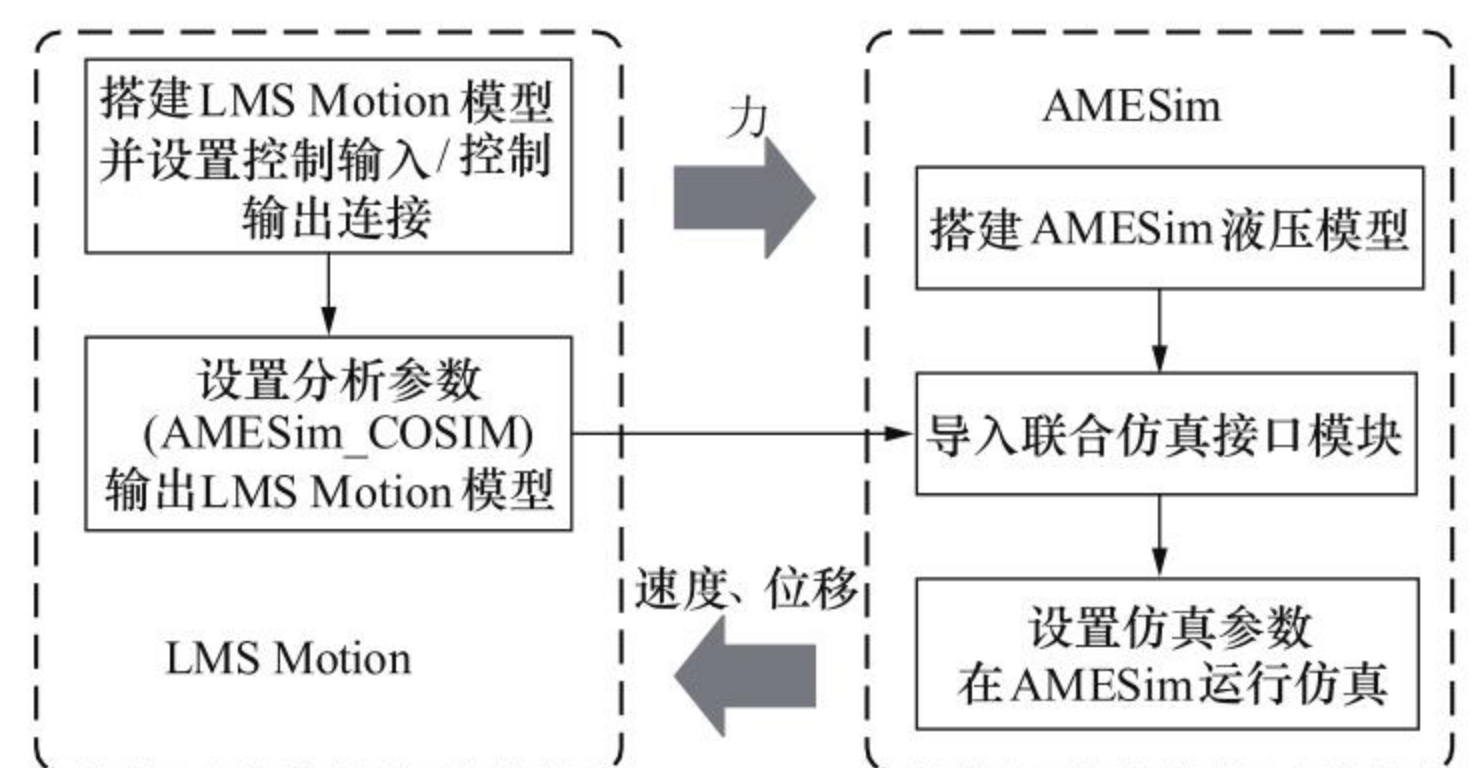 搭建LMS Motion模型
并设置控制输入/控制
输出连接
设置分析参数
(AMESim_COSIM)
输出LMS Motion模型
LMS Motion
力
速度、位移
AMESim
搭建AMESim液压模型
导入联合仿真接口模块
设置仿真参数
在AMESim运行仿真